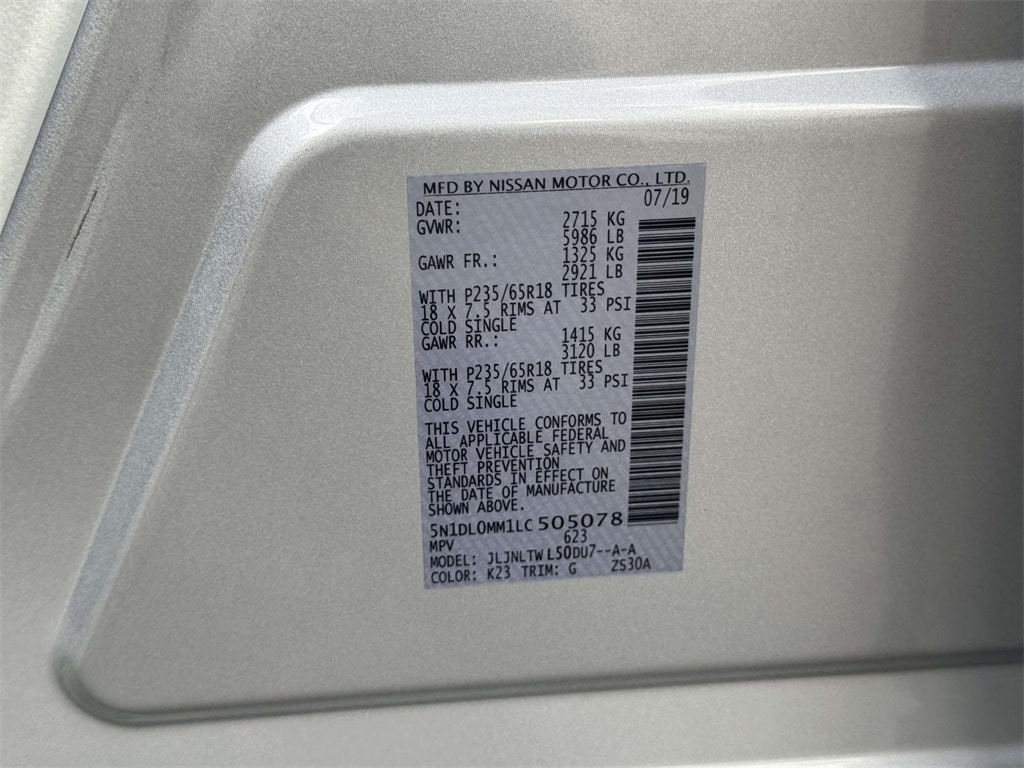 MFD BY NISSAN MOTOR CO., LTD.
DATE: 07/19
GVWR: 2715 KG
5986 LB
GAWR FR.: 1325 KG
2921 LB
WITH P235/65R18 TIRES
18 X 7.5 RIMS AT 33 PSI
COLD SINGLE
GAWR RR.: 1415 KG
3120 LB
WITH P235/65R18 TIRES
18 X 7.5 RIMS AT 33 PSI
COLD SINGLE
THIS VEHICLE CONFORMS TO
ALL APPLICABLE FEDERAL
MOTOR VEHICLE SAFETY AND
THEFT PREVENTION
STANDARDS IN EFFECT ON
THE DATE OF MANUFACTURE
SHOWN ABOVE.
5N1DL0MM1LC 505078
MPV 623
MODEL: JLJNLTW L50DU7--A-A
COLOR: K23 TRIM: G ZS30A